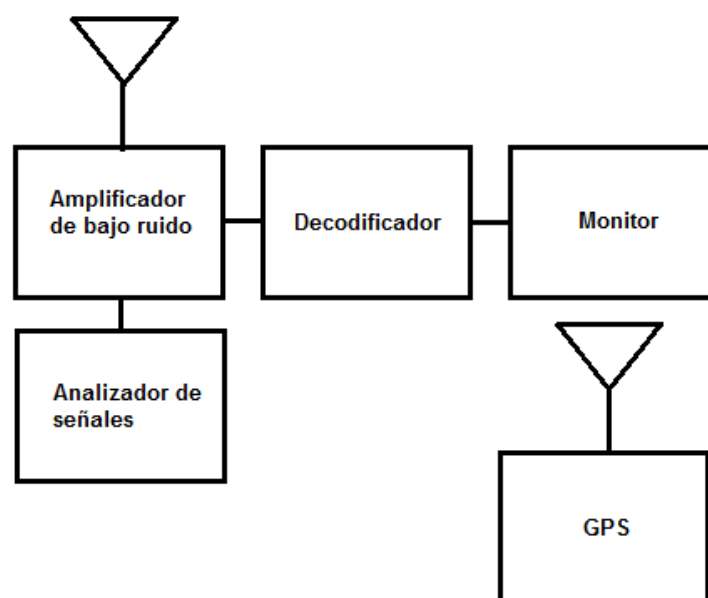 Amplificador
de bajo ruido
Decodificador
Monitor
Analizador de
señales
GPS